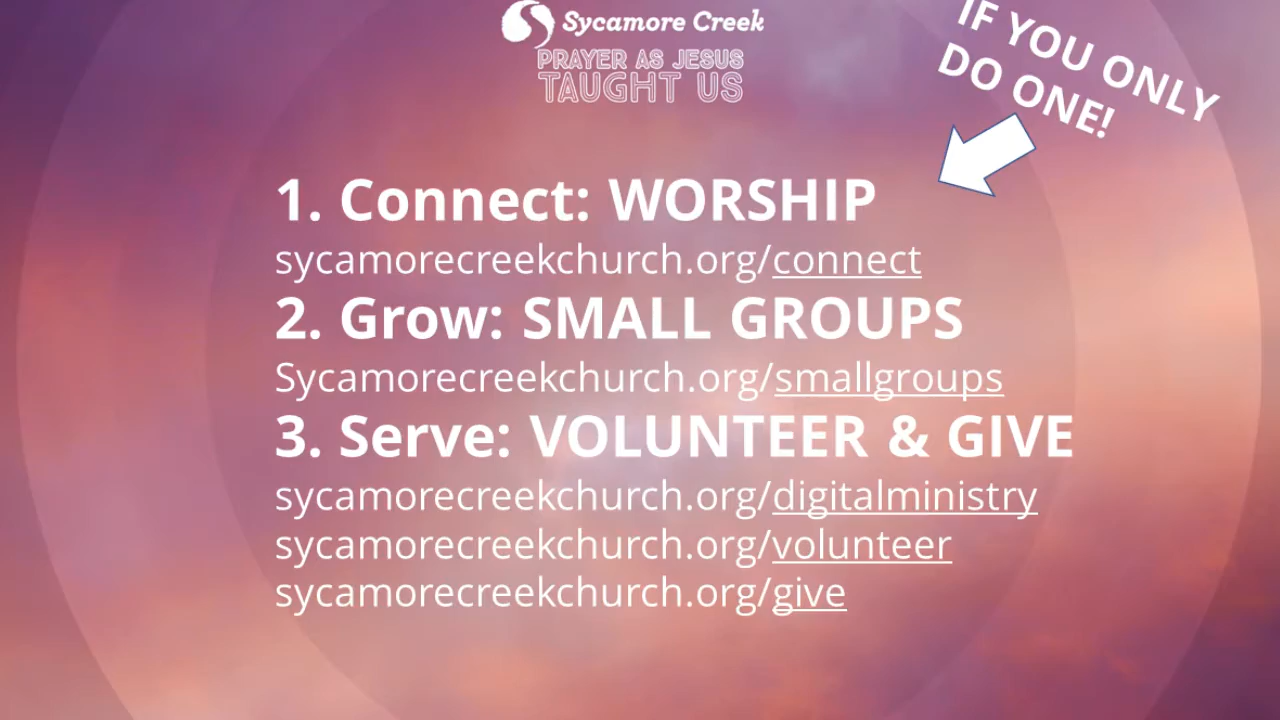 Sycamore Creek
PRAYER AS JESUS
TAUGHT US
IF YOU ONLY
DO ONE!
1. Connect: WORSHIP
sycamorecreekchurch.org/connect
2. Grow: SMALL GROUPS
Sycamorecreekchurch.org/smallgroups
3. Serve: VOLUNTEER & GIVE
sycamorecreekchurch.org/digitalministry
sycamorecreekchurch.org/volunteer
sycamorecreekchurch.org/give